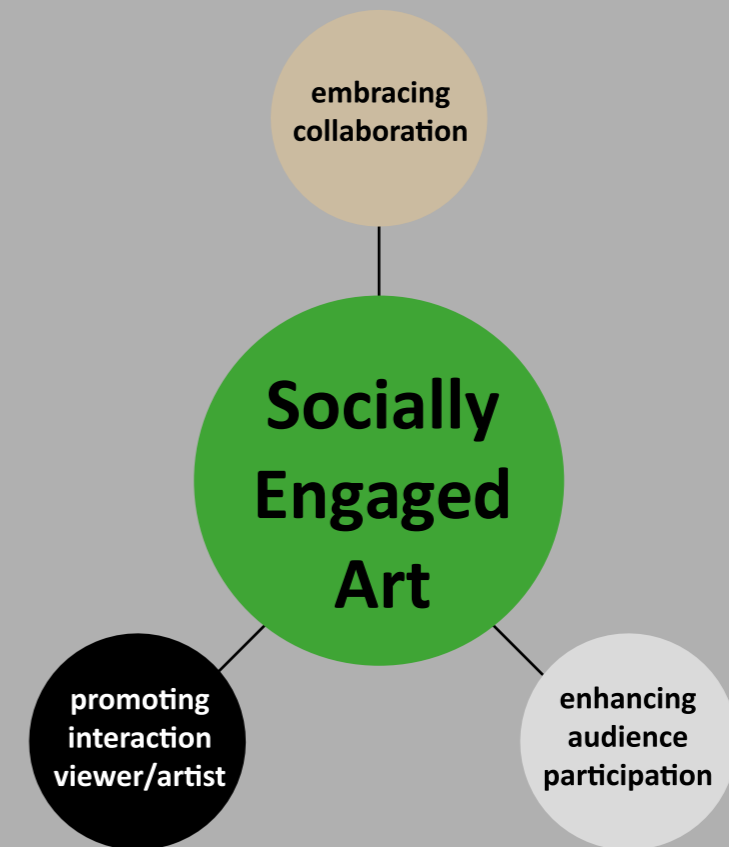 embracing
collaboration
Socially
Engaged
Art
promoting
interaction
viewer/artist
enhancing
audience
participation